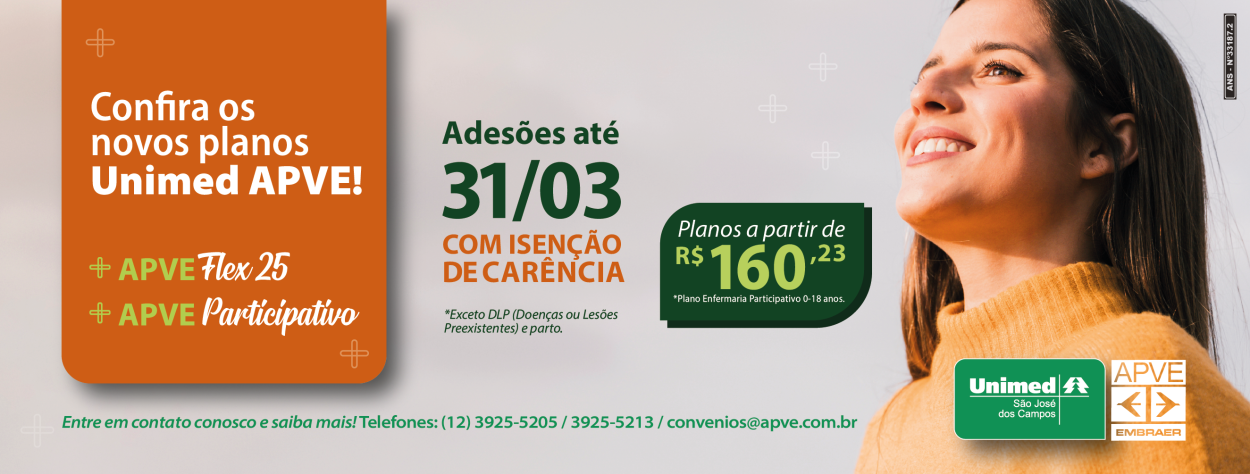 Confira os
novos planos
Unimed APVE!
APVE Flex 25
APVE Participativo
Adesões até
31/03
COM ISENÇÃO
DE CARÊNCIA
*Exceto DLP (Doenças ou Lesões
Preexistentes) e parto.
Planos a partir de
R$ 160,23
*Plano Enfermaria Participativo 0-18 anos.
ANS - Nº33187.2
Entre em contato conosco e saiba mais! Telefones: (12) 3925-5205 / 3925-5213 / convenios@apve.com.br
Unimed
São José
dos Campos
APVE
EMBRAER